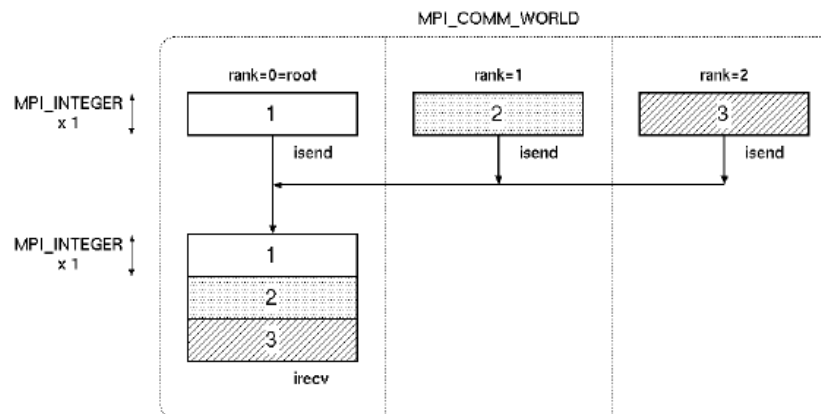 MPI_COMM_WORLD
rank=0=root
rank=1
rank=2
MPI_INTEGER
x 1
1
2
3
isend
isend
isend
MPI_INTEGER
x 1
1
2
3
irecv